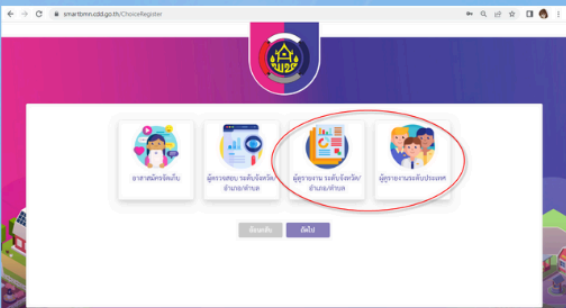 smartbmn.cdd.go.th/ChoiceRegister
พช
อาสาสมัครจัดเก็บ
ผู้ตรวจสอบ ระดับจังหวัด/
อำเภอ/ตำบล
ผู้ดูรายงาน ระดับจังหวัด/
อำเภอ/ตำบล
ผู้ดูรายงานระดับประเทศ
ย้อนกลับ
ถัดไป